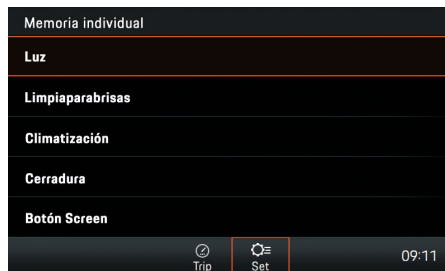 Memoria individual
Luz
Limpiaparabrisas
Climatización
Cerradura
Botón Screen
Trip
Set
09:11